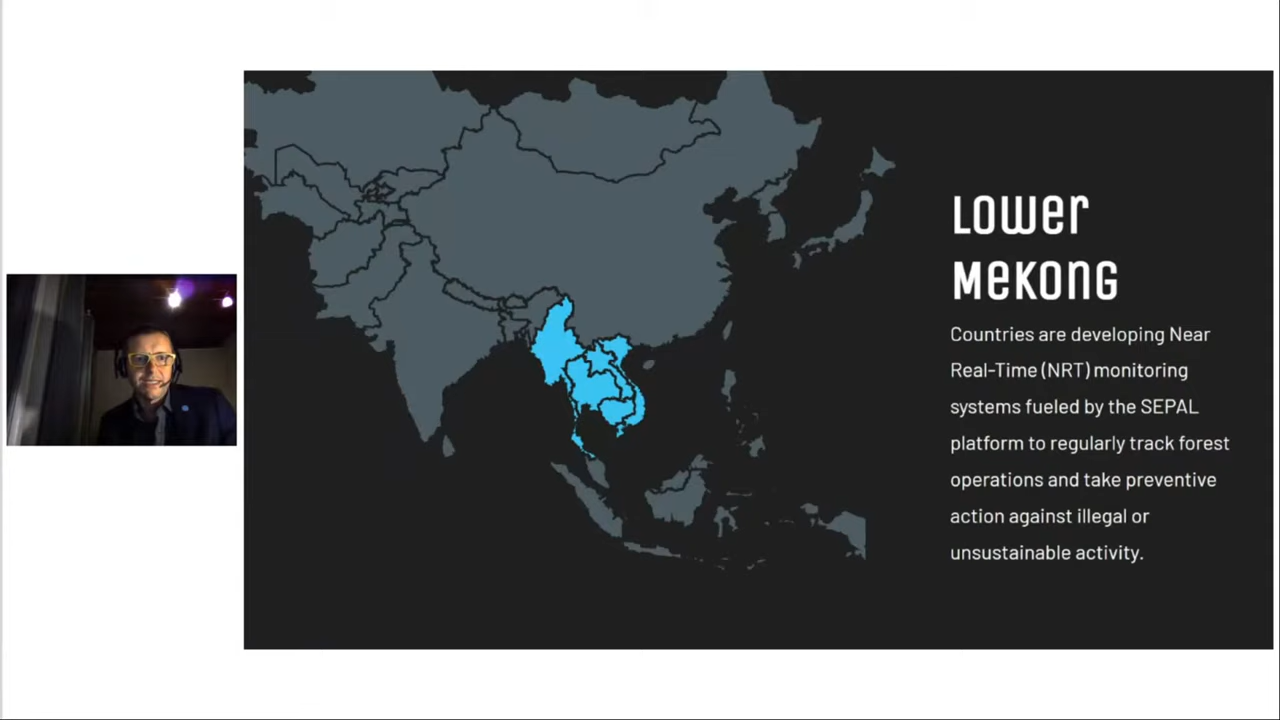 Lower
Mekong
Countries are developing Near
Real-Time (NRT) monitoring
systems fueled by the SEPAL
platform to regularly track forest
operations and take preventive
action against illegal or
unsustainable activity.